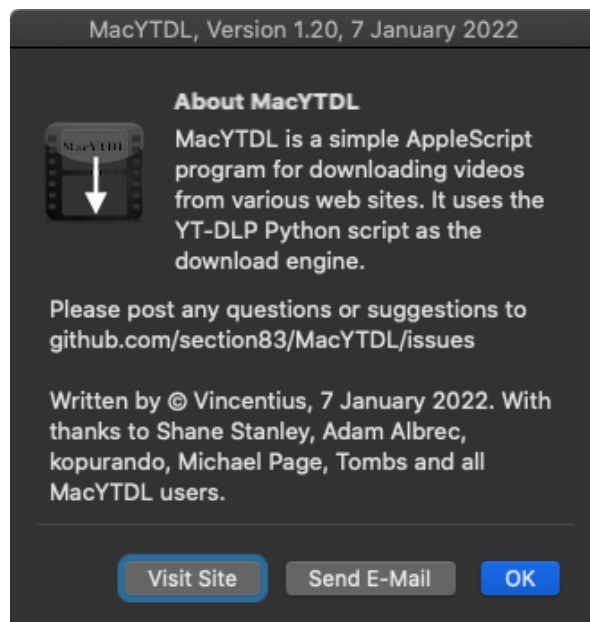 MacYTDL, Version 1.20, 7 January 2022
About MacYTDL
MacYTDL
MacYTDL is a simple AppleScript
program for downloading videos
from various web sites. It uses the
YT-DLP Python script as the
download engine.
Please post any questions or suggestions to
github.com/section83/MacYTDL/issues
Written by © Vincentius, 7 January 2022. With
thanks to Shane Stanley, Adam Albrec,
kopurando, Michael Page, Tombs and all
MacYTDL users.
Visit Site
Send E-Mail
OK